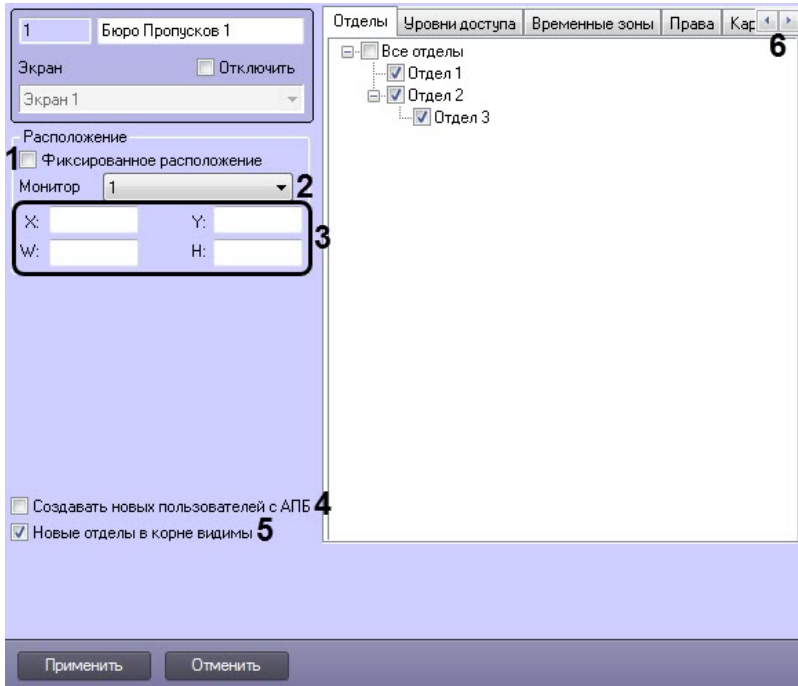 1 Бюро Пропусков 1
Экран Отключить
Экран 1
Расположение
1 Фиксированное расположение
Монитор 1 2
X: Y:
3
W: H:
Создавать новых пользователей с АПБ 4
Новые отделы в корне видимы 5
Отделы Уровни доступа Временные зоны Права Кар
6
Все отделы
Отдел 1
Отдел 2
Отдел 3
Применить Отменить